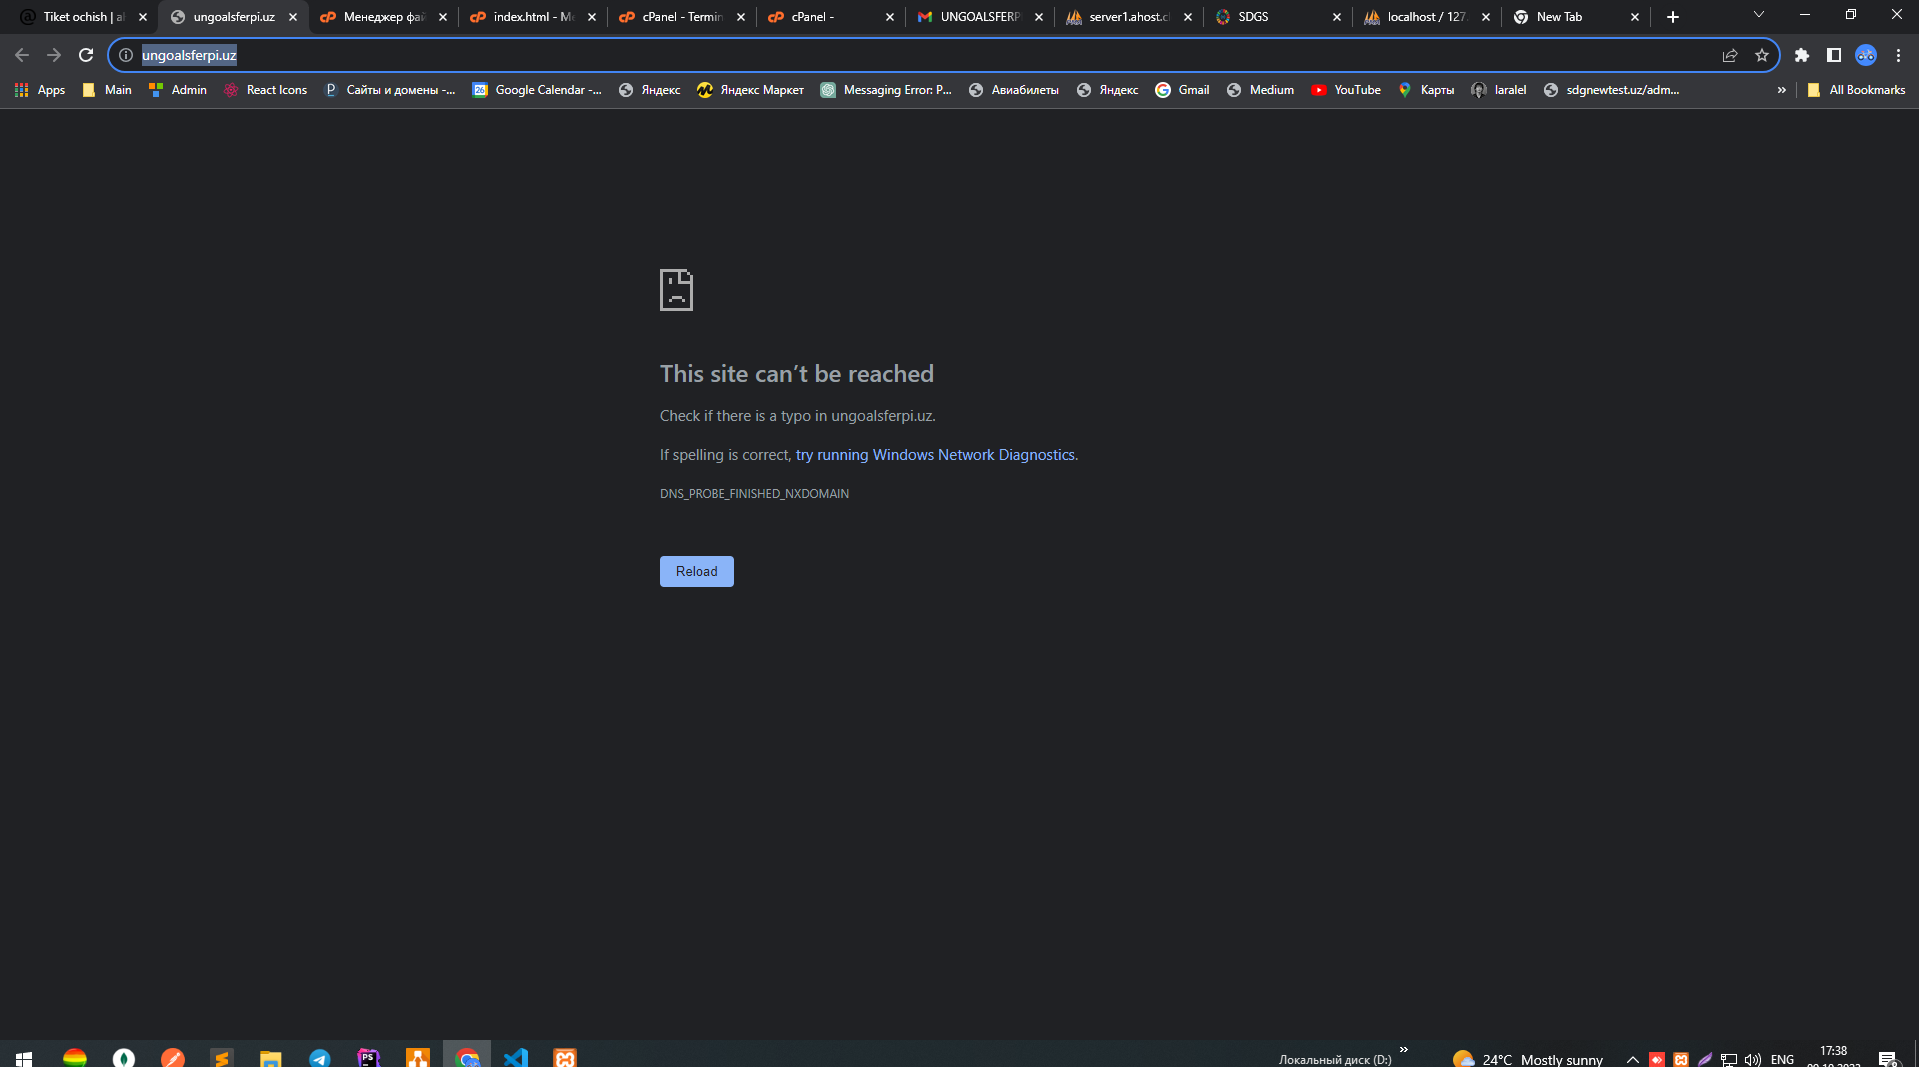 Tiket ochish | a
ungoalsferpi.uz
Менеджер фай
index.html - М
cPanel - Termin
cPanel -
UNGOALSFERP
server1.ahost.c
SDGS
localhost / 127.
New Tab
ungoalsferpi.uz
Apps
Main
Admin
React Icons
Сайты и домены -...
Google Calendar -...
Яндекс
Яндекс Маркет
Messaging Error: P...
Авиабилеты
Яндекс
Gmail
Medium
YouTube
Карты
laralel
sdgnewtest.uz/adm...
»
All Bookmarks
This site can’t be reached
Check if there is a typo in ungoalsferpi.uz.
If spelling is correct, try running Windows Network Diagnostics.
DNS_PROBE_FINISHED_NXDOMAIN
Reload
Локальный диск (D:)
»
24°C Mostly sunny
ENG
17:38